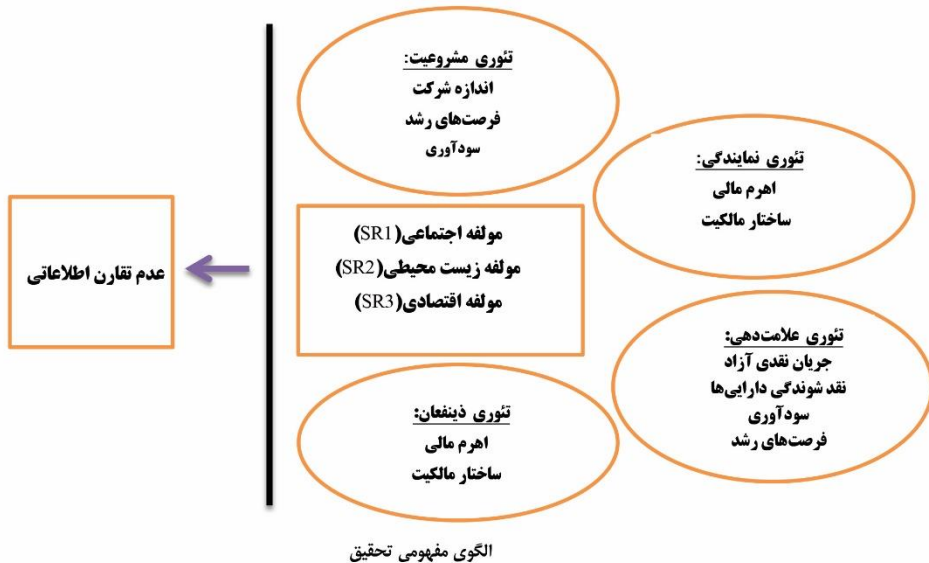 تئوری مشروعیت:
اندازه شرکت
فرصت‌های رشد
سودآوری
تئوری نمایندگی:
اهرم مالی
ساختار مالکیت
مولفه اجتماعی(SR1)
مولفه زیست محیطی(SR2)
مولفه اقتصادی(SR3)
عدم تقارن اطلاعاتی
تئوری علامت‌دهی:
جریان نقدی آزاد
نقد شوندگی دارایی‌ها
سودآوری
فرصت‌های رشد
تئوری ذینفعان:
اهرم مالی
ساختار مالکیت
الگوی مفهومی تحقیق